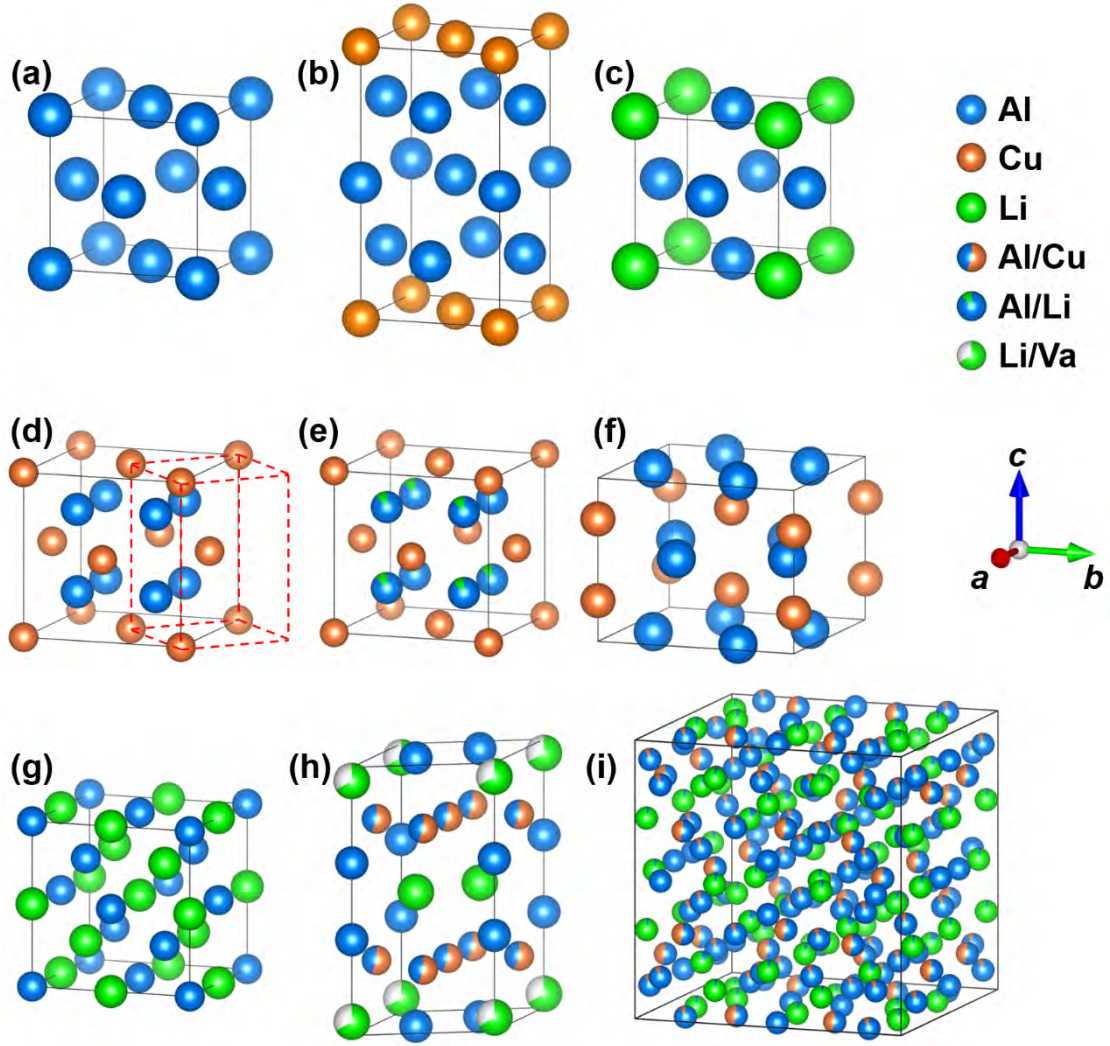 (a)
(b)
(c)
Al
Cu
Li
Al/Cu
Al/Li
Li/Va
(d)
(e)
(f)
c
a
b
(g)
(h)
(i)